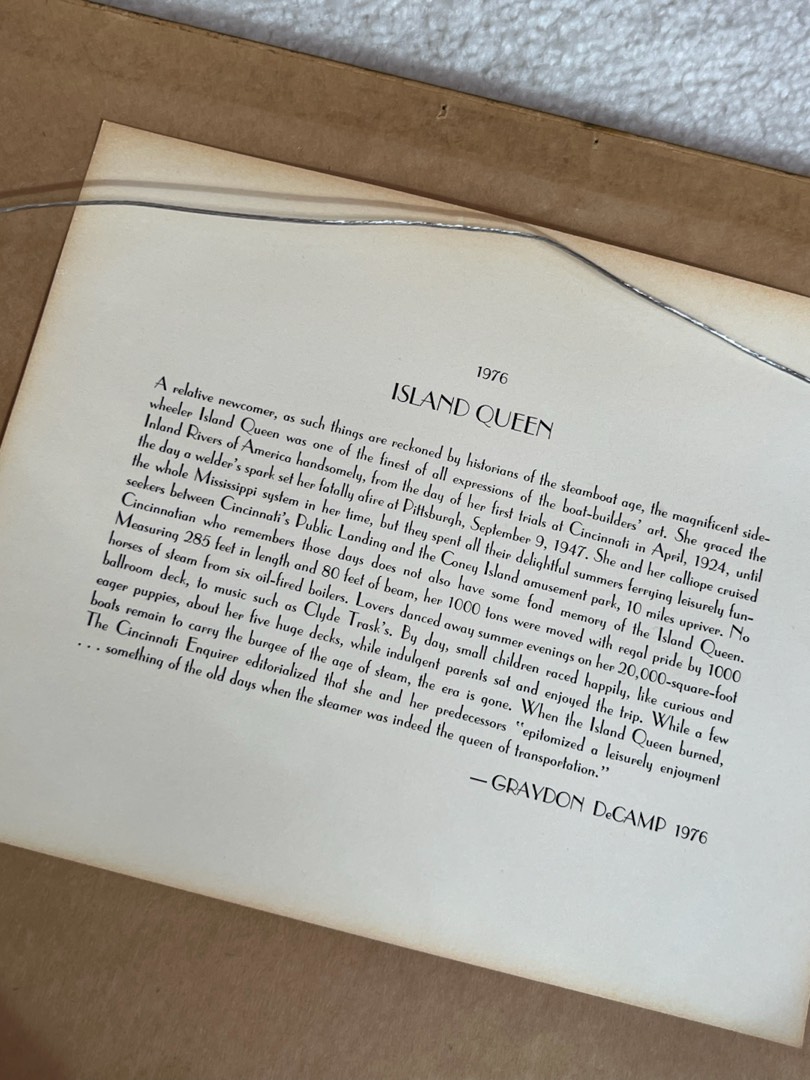 1976
ISLAND QUEEN
A relative newcomer, as such things are reckoned by historians of the steamboat age, the magnificent side-
wheeler Island Queen was one of the finest of all expressions of the boat-builders' art. She graced the
Inland Rivers of America handsomely, from the day of her first trials at Cincinnati in April, 1924, until
the day a welder's spark set her fatally afire at Pittsburgh, September 9, 1947. She and her calliope cruised
the whole Mississippi system in her time, but they spent all their delightful summers ferrying leisurely fun-
seekers between Cincinnati's Public Landing and the Coney Island amusement park, 10 miles upriver. No
Cincinnatian who remembers those days does not also have some fond memory of the Island Queen.
Measuring 285 feet in length and 80 feet of beam, her 1000 tons were moved with regal pride by 1000
horses of steam from six oil-fired boilers. Lovers danced away summer evenings on her 20,000-square-foot
ballroom deck, to music such as Clyde Trask's. By day, small children raced happily, like curious and
eager puppies, about her five huge decks, while indulgent parents sat and enjoyed the trip. While a few
boats remain to carry the burgee of the age of steam, the era is gone. When the Island Queen burned,
The Cincinnati Enquirer editorialized that she and her predecessors "epitomized a leisurely enjoyment
. . . something of the old days when the steamer was indeed the queen of transportation."
— GRAYDON DeCAMP 1976